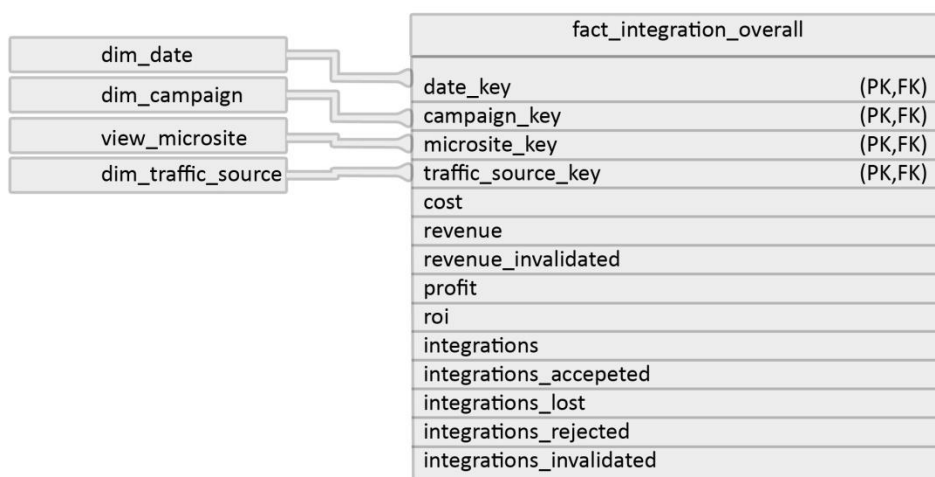 fact_integration_overall
dim_date
dim_campaign
view_microsite
dim_traffic_source
date_key (PK,FK)
campaign_key (PK,FK)
microsite_key (PK,FK)
traffic_source_key (PK,FK)
cost
revenue
revenue_invalidated
profit
roi
integrations
integrations_accepeted
integrations_lost
integrations_rejected
integrations_invalidated